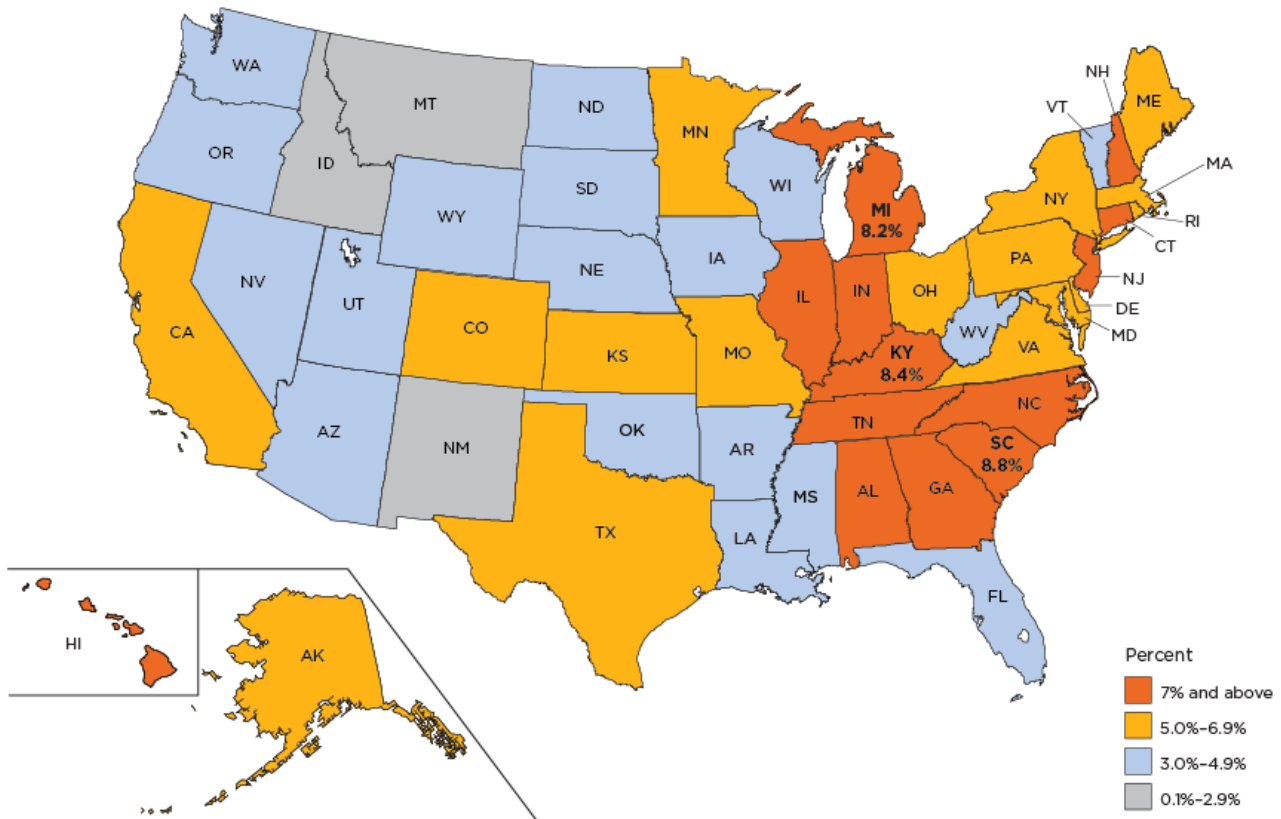 WA
MT
ND
MN
NH
VT
ME
OR
ID
SD
WI
NY
MA
WY
MI
8.2%
RI
CT
IA
PA
NE
NV
UT
IL
IN
OH
NJ
DE
MD
CA
CO
KS
MO
WV
VA
KY
8.4%
NC
TN
AZ
NM
OK
AR
SC
8.8%
MS
AL
GA
TX
LA
FL
HI
AK
Percent
7% and above
5.0%–6.9%
3.0%–4.9%
0.1%–2.9%